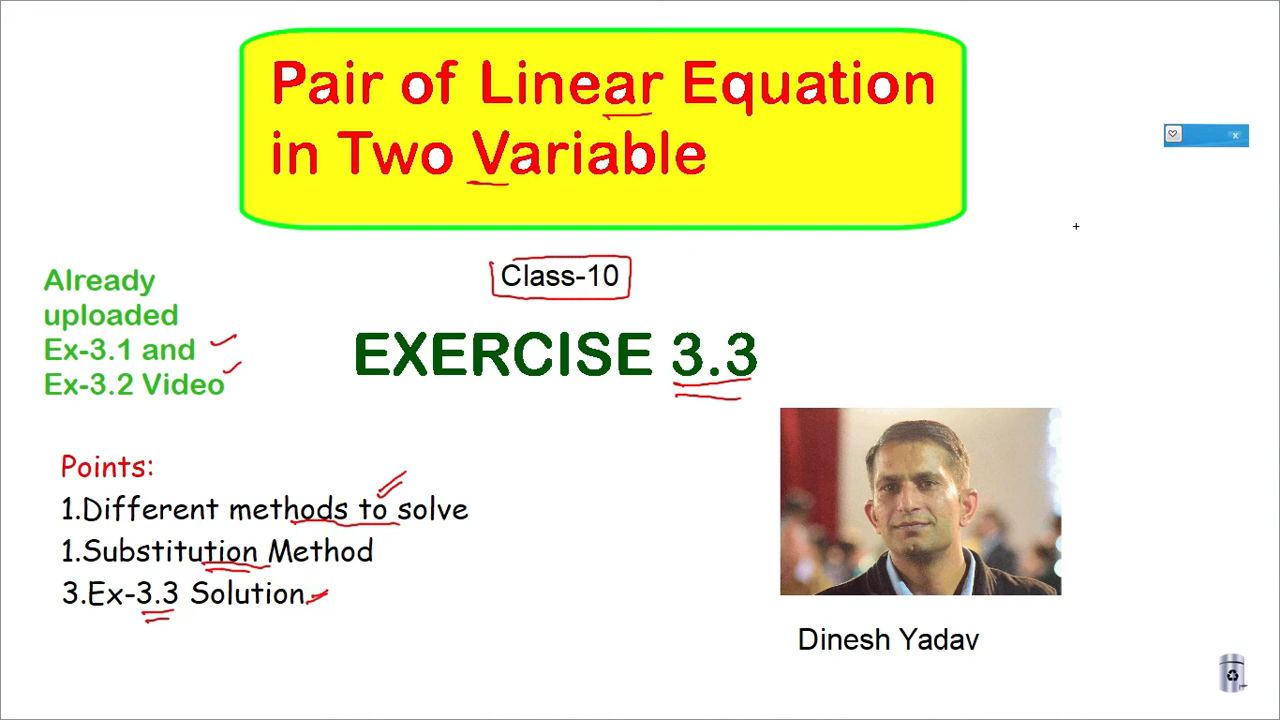 Pair of Linear Equation
in Two Variable
Class-10
Already
uploaded
Ex-3.1 and
Ex-3.2 Video
EXERCISE 3.3
Points:
1.Different methods to solve
1.Substitution Method
3.Ex-3.3 Solution
Dinesh Yadav